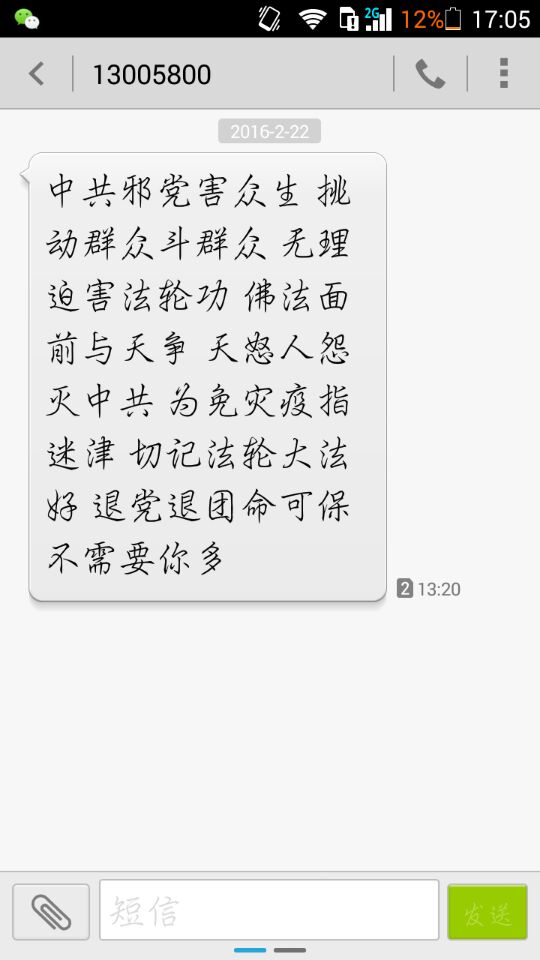 2G 12% 17:05
13005800
2016-2-22
中共邪党害众生 挑
动群众斗群众 无理
迫害法轮功 佛法面
前与天争 天怒人怨
灭中共 为免灾疫指
迷津 切记法轮大法
好 退党退团命可保
不需要你多
2 13:20
短信
发送